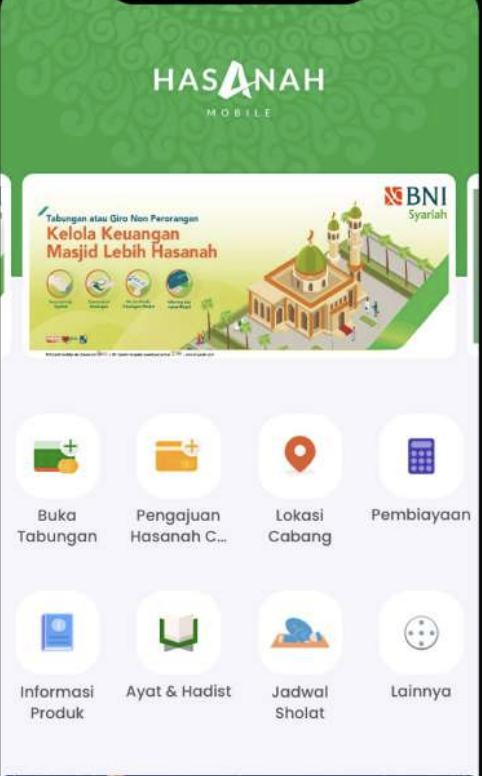 HASANAH
MOBILE
BNI
Syariah
Tabungan atau Giro Non Perorangan
Kelola Keuangan
Masjid Lebih Hasanah
Buka
Tabungan
Pengajuan
Hasanah C...
Lokasi
Cabang
Pembiayaan
Informasi
Produk
Ayat & Hadist
Jadwal
Sholat
Lainnya